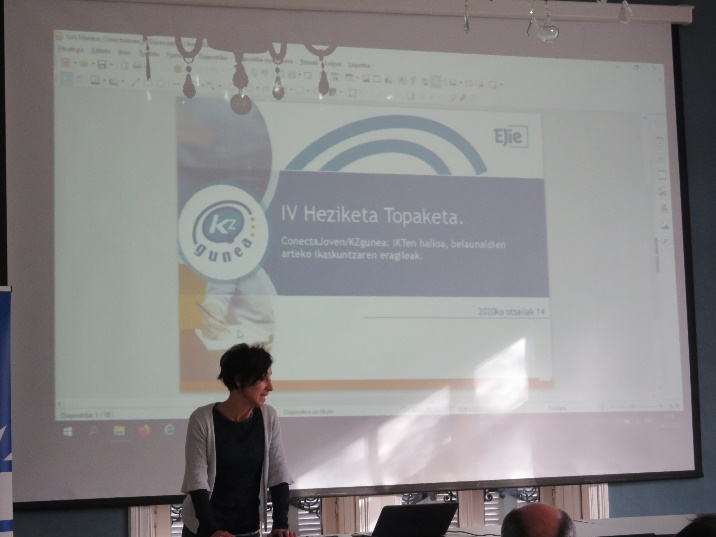 EJie
IV Heziketa Topaketa.
Kz
gunea
ConectaJoven/KZgunea: IKTen balioa, belaunaldien
arteko ikaskuntzaren eragileak.
2020ko otsailak 14